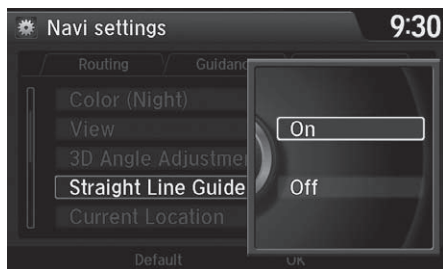 Navi settings
9:30
Routing
Guidanc
Color (Night)
View
3D Angle Adjustmen
Straight Line Guide
Current Location
On
Off
Default
OK